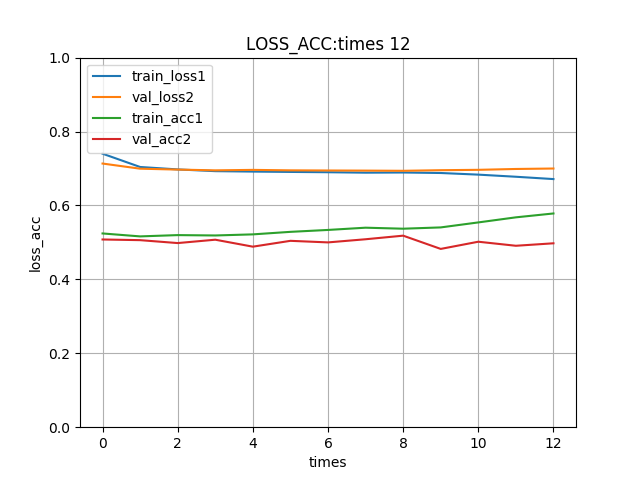 LOSS_ACC:times 12
train_loss1
val_loss2
train_acc1
val_acc2
1.0
0.8
0.6
0.4
0.2
0.0
loss_acc
0 2 4 6 8 10 12
times